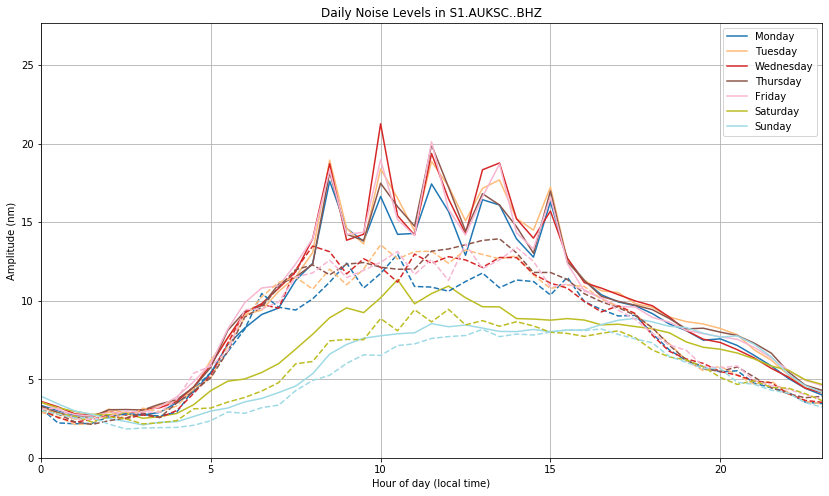 Daily Noise Levels in S1.AUKSC..BHZ
Amplitude (nm)
25
20
15
10
5
0
Monday
Tuesday
Wednesday
Thursday
Friday
Saturday
Sunday
0 5 10 15 20
Hour of day (local time)